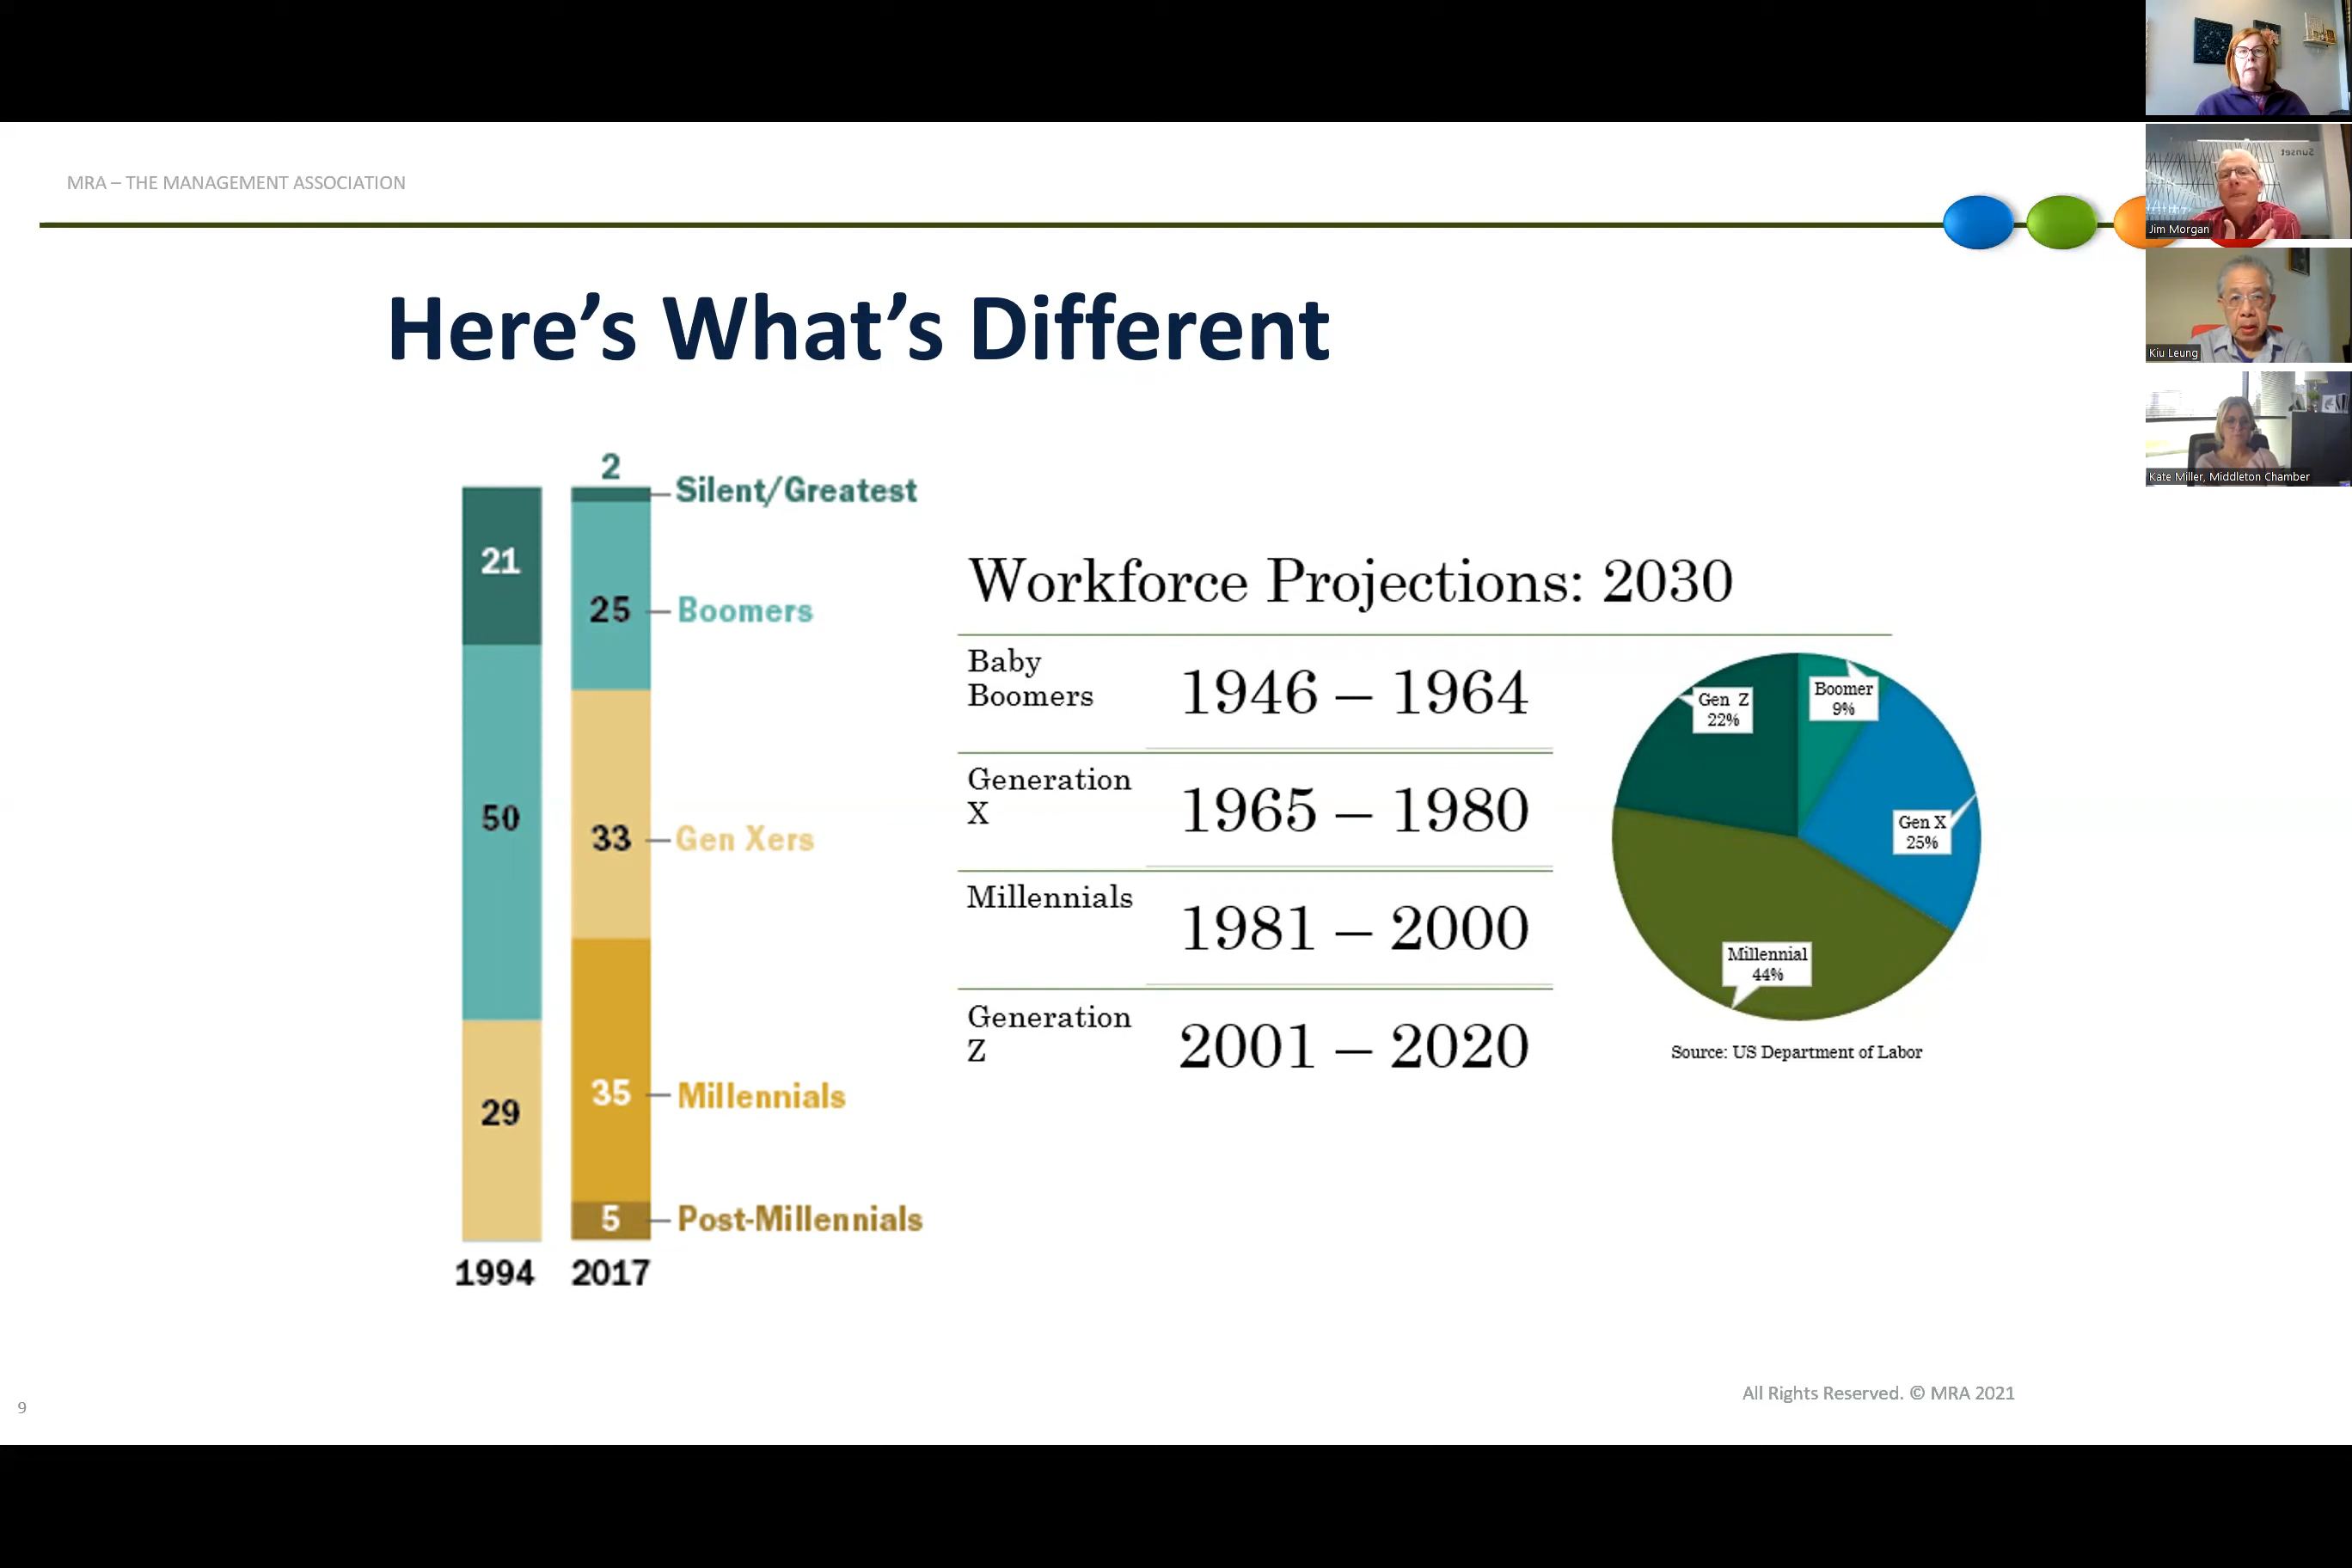 MRA – THE MANAGEMENT ASSOCIATION
Here’s What’s Different
2
Silent/Greatest
21
25
Boomers
50
33
Gen Xers
29
35
Millennials
5
Post-Millennials
1994
2017
Workforce Projections: 2030
Baby
Boomers
1946 – 1964
Generation
X
1965 – 1980
Millennials
1981 – 2000
Generation
Z
2001 – 2020
Gen Z
22%
Boomer
9%
Gen X
25%
Millennial
44%
Source: US Department of Labor
All Rights Reserved. © MRA 2021
9
Sunset
Jim Morgan
Kiu Leung
Kate Miller, Middleton Chamber